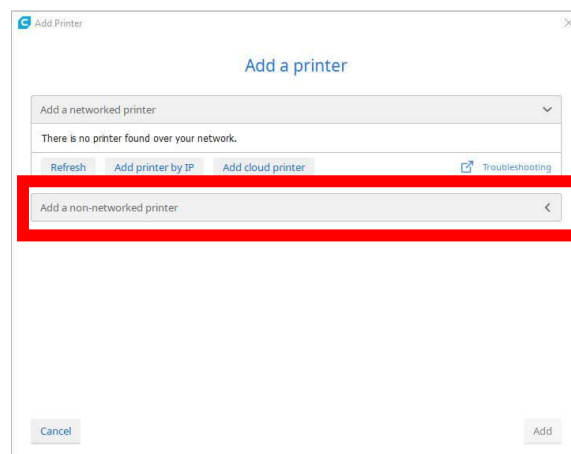 Add Printer
Add a printer
Add a networked printer
There is no printer found over your network.
Refresh Add printer by IP Add cloud printer Troubleshooting
Add a non-networked printer
Cancel Add